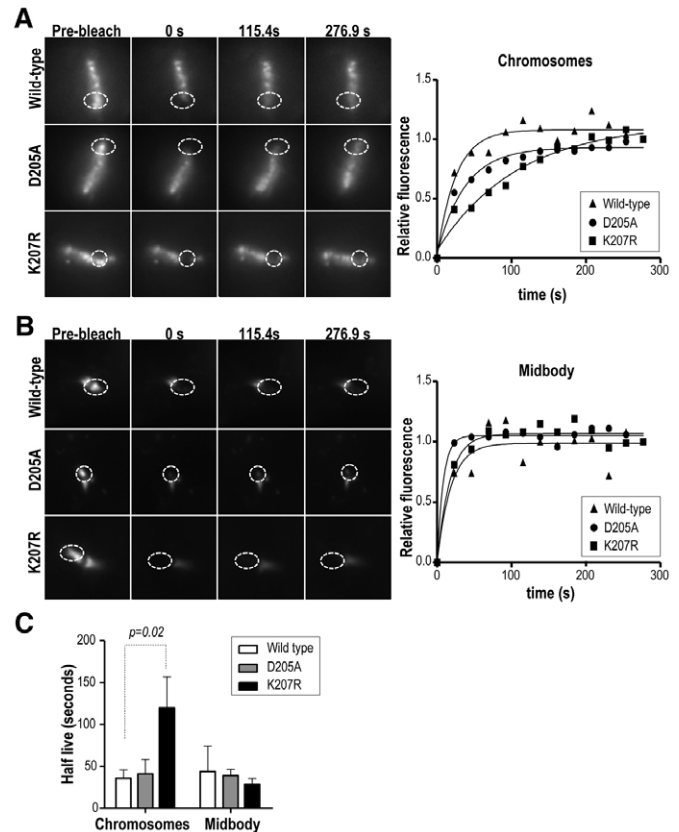 A
Pre-bleach 0 s 115.4s 276.9 s
Wild-type
D205A
K207R
Chromosomes
Relative fluorescence
1.5
1.0
0.5
0.0
Wild-type
D205A
K207R
0 100 200 300
time (s)
B
Pre-bleach 0 s 115.4s 276.9 s
Wild-type
D205A
K207R
Midbody
Relative fluorescence
1.5
1.0
0.5
0.0
Wild-type
D205A
K207R
0 100 200 300
time (s)
C
Half live (seconds)
200
150
100
50
0
p=0.02
Wild type
D205A
K207R
Chromosomes Midbody